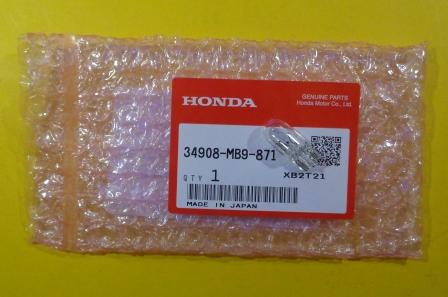 HONDA
GENUINE PARTS
Honda Motor Co., Ltd.
34908-MB9-871
QTY 1
XB2T21
MADE IN JAPAN